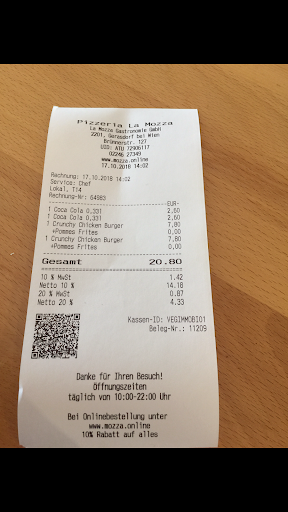 Pizzeria La Mozza
La Mozza Gastronomie GmbH
2201, Gerasdorf bei Wien
Brünnerstr. 127
UID: ATU 72906117
02246 27349
www.mozza.online
17.10.2018 14:02
Rechnung: 17.10.2018 14:02
Service: Chef
Lokal, T14
Rechnung-Nr: 64983
EUR
1 Coca Cola 0,33l 2,60
1 Coca Cola 0,33l 2,60
1 Crunchy Chicken Burger 7,80
+Pommes Frites 0,00
1 Crunchy Chicken Burger 7,80
+Pommes Frites 0,00
Gesamt 20.80
10 % MwSt 1.42
Netto 10 % 14.18
20 % MwSt 0.87
Netto 20 % 4.33
Kassen-ID: VEGIMMOBI01
Beleg-Nr.: 11209
Danke für Ihren Besuch!
Öffnungszeiten
täglich von 10:00-22:00 Uhr
Bei Onlinebestellung unter
www.mozza.online
10% Rabatt auf alles